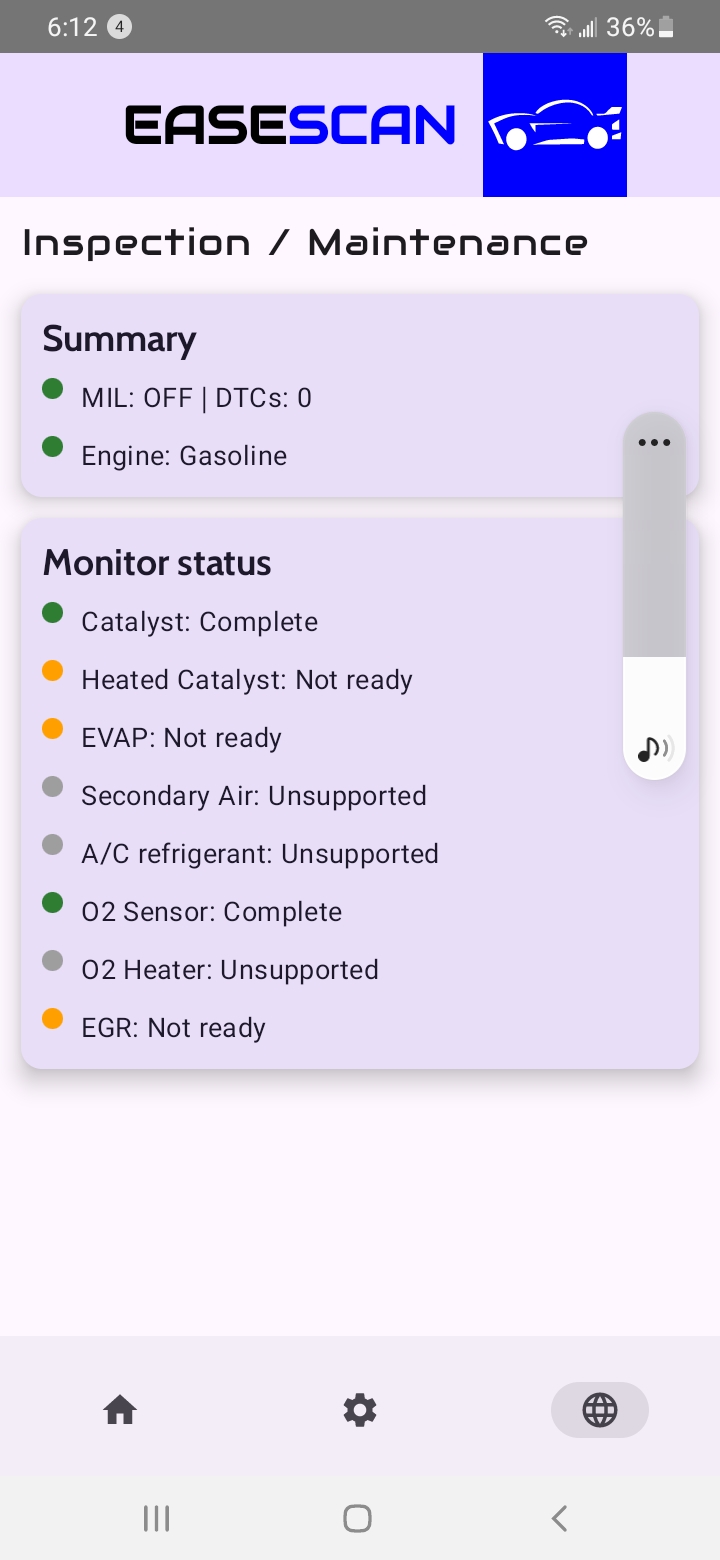 6:12 4 36%
EASESCAN
Inspection / Maintenance
Summary
MIL: OFF | DTCs: 0
Engine: Gasoline
Monitor status
Catalyst: Complete
Heated Catalyst: Not ready
EVAP: Not ready
Secondary Air: Unsupported
A/C refrigerant: Unsupported
O2 Sensor: Complete
O2 Heater: Unsupported
EGR: Not ready